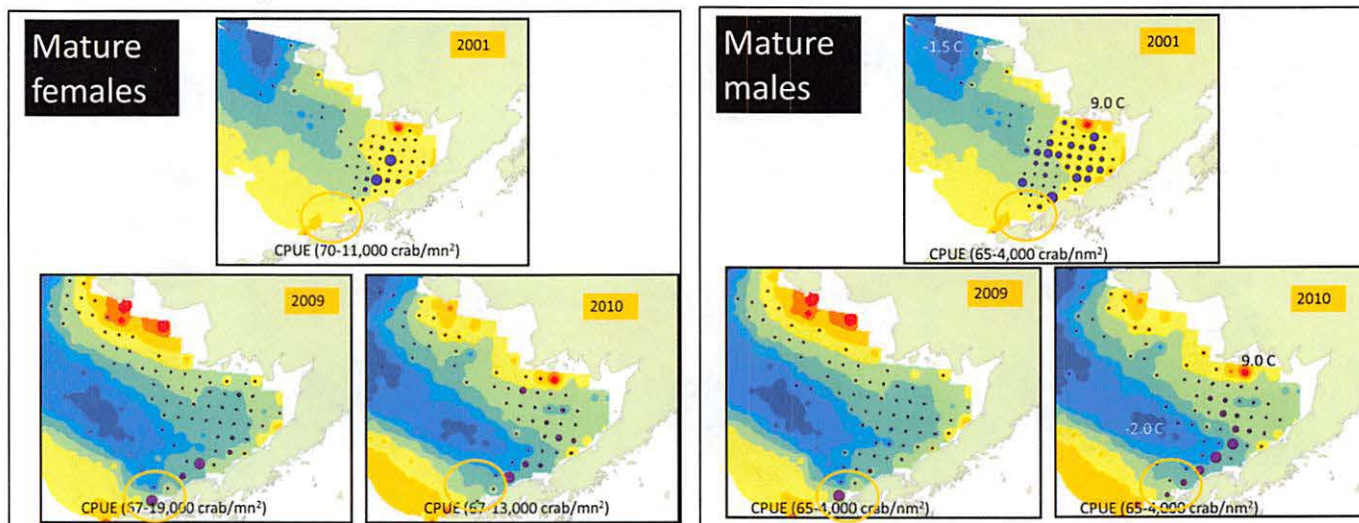 Mature
females
2001
CPUE (70-11,000 crab/mn²)
2009
CPUE (67-19,000 crab/mn²)
2010
CPUE (67-13,000 crab/mn²)
Mature
males
-1.5 C
2001
9.0 C
CPUE (65-4,000 crab/nm²)
2009
CPUE (65-4,000 crab/nm²)
2010
9.0 C
-2.0 C
CPUE (65-4,000 crab/nm²)